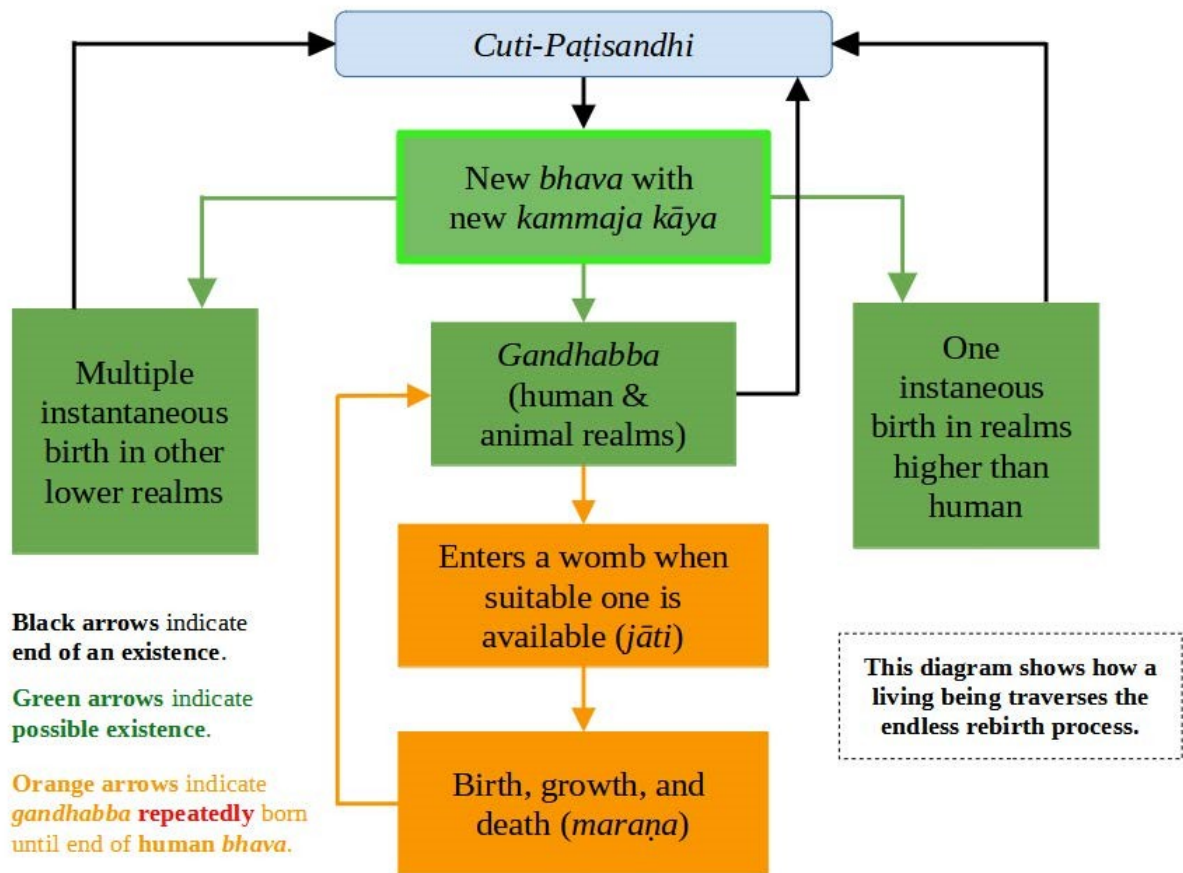 Cuti-Paṭisandhi
New bhava with
new kammaja kāya
Multiple
instantaneous
birth in other
lower realms
Gandhabba
(human &
animal realms)
One
instaneous
birth in realms
higher than
human
Enters a womb when
suitable one is
available (jāti)
Birth, growth, and
death (maraṇa)
Black arrows indicate
end of an existence.
Green arrows indicate
possible existence.
Orange arrows indicate
gandhabba repeatedly born
until end of human bhava.
This diagram shows how a
living being traverses the
endless rebirth process.